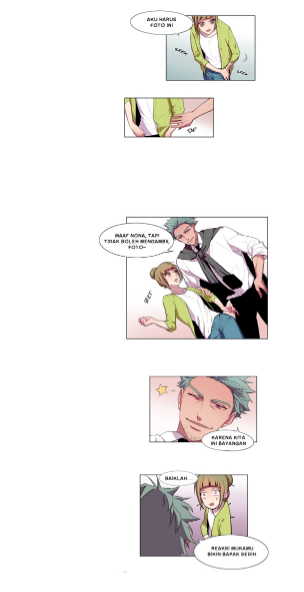 AKU HARUS
FOTO INI
MAAF NONA, TAPI
TIDAK BOLEH MENGAMBIL
FOTO~
SRET
KARENA KITA
INI BAYANGAN
BAIKLAH
REAKSI MUKAMU
BIKIN BAPAK SEDIH